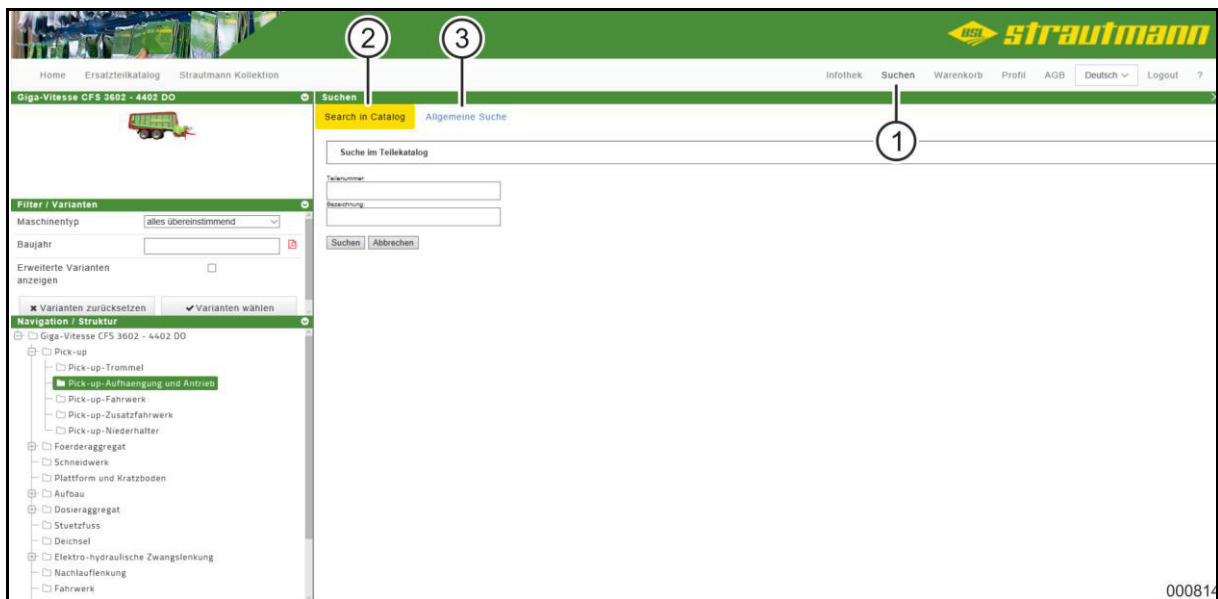 2
3
BSL strautmann
Home Ersatzteilkatalog Strautmann Kollektion
Infothek Suchen Warenkorb Profil AGB Deutsch Logout ?
1
Giga-Vitesse CFS 3602 - 4402 DO
Suchen
Search in Catalog Allgemeine Suche
Suche im Teilekatalog
Teilenummer:
Bezeichnung:
Suchen Abbrechen
Filter / Varianten
Maschinentyp alles übereinstimmend
Baujahr
Erweiterte Varianten
anzeigen
Varianten zurücksetzen Varianten wählen
Navigation / Struktur
Giga-Vitesse CFS 3602 - 4402 DO
Pick-up
Pick-up-Trommel
Pick-up-Aufhaengung und Antrieb
Pick-up-Fahrwerk
Pick-up-Zusatzfahrwerk
Pick-up-Niederhalter
Foerderaggregat
Schneidwerk
Plattform und Kratzboden
Aufbau
Dosieraggregat
Stuetzfuss
Deichsel
Elektro-hydraulische Zwangslenkung
Nachlauflenkung
Fahrwerk
000814